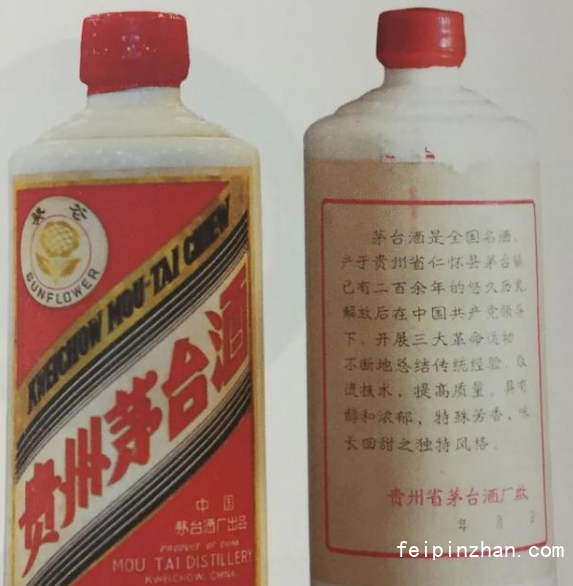 茅台
SUNFLOWER
KWEICHOW MOU-TAI CHIEW
贵州茅台酒
中国
茅台酒厂出品
PRODUCT OF CHINA
MOU TAI DISTILLERY
KWEICHOW, CHINA.
茅台酒是全国名酒，
产于贵州省仁怀县茅台镇
已有二百余年的悠久历史
解放后在中国共产党领导
下，开展三大革命运动
不断地总结传统经验，改
进技术，提高质量，具有
醇和浓郁，特殊芳香、味
长回甜之独特风格。
贵州省茅台酒厂啟
年 月 日
feipinzhan.com